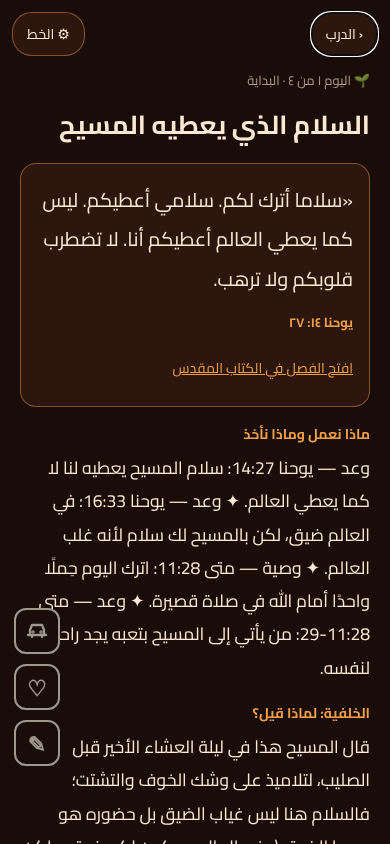 ‹ الدرب
⚙ الخط
🌱 اليوم ١ من ٤ · البداية
السلام الذي يعطيه المسيح
«سلاما أترك لكم. سلامي أعطيكم. ليس
كما يعطي العالم أعطيكم أنا. لا تضطرب
قلوبكم ولا ترهب.
يوحنا ١٤: ٢٧
افتح الفصل في الكتاب المقدس
ماذا نعمل وماذا نأخذ
وعد — يوحنا 14:27: سلام المسيح يعطيه لنا لا
كما يعطي العالم. ✦ وعد — يوحنا 16:33: في
العالم ضيق، لكن بالمسيح لك سلام لأنه غلب
العالم. ✦ وصية — متى 11:28: اترك اليوم حِملًا
واحدًا أمام الله في صلاة قصيرة. ✦ وعد — متى
11:28-29: من يأتي إلى المسيح بتعبه يجد
لنفسه.
الخلفية: لماذا قيل؟
قال المسيح هذا في ليلة العشاء الأخير قبل
الصليب، لتلاميذ على وشك الخوف والتشتت؛
فالسلام هنا ليس غياب الضيق بل حضوره هو